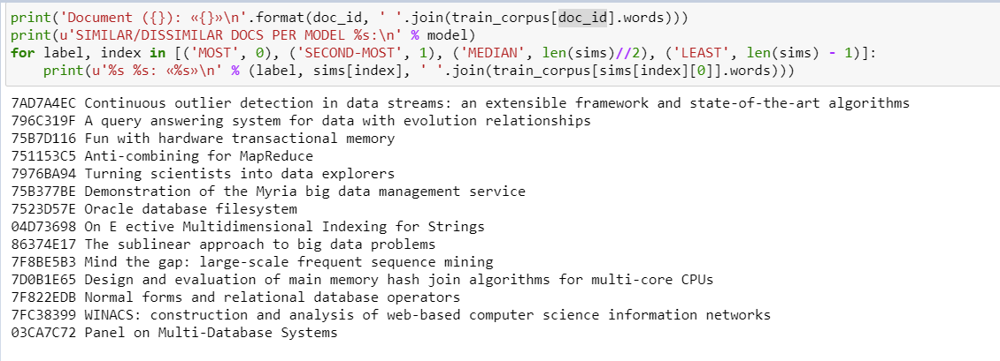 print('Document ({}): «{}»\n'.format(doc_id, ' '.join(train_corpus[doc_id].words)))
print(u'SIMILAR/DISSIMILAR DOCS PER MODEL %s:\n' % model)
for label, index in [('MOST', 0), ('SECOND-MOST', 1), ('MEDIAN', len(sims)//2), ('LEAST', len(sims) - 1)]:
    print(u'%s %s: «%s»\n' % (label, sims[index], ' '.join(train_corpus[sims[index][0]].words)))
7AD7A4EC Continuous outlier detection in data streams: an extensible framework and state-of-the-art algorithms
796C319F A query answering system for data with evolution relationships
75B7D116 Fun with hardware transactional memory
751153C5 Anti-combining for MapReduce
7976BA94 Turning scientists into data explorers
75B377BE Demonstration of the Myria big data management service
7523D57E Oracle database filesystem
04D73698 On E ective Multidimensional Indexing for Strings
86374E17 The sublinear approach to big data problems
7F8BE5B3 Mind the gap: large-scale frequent sequence mining
7D0B1E65 Design and evaluation of main memory hash join algorithms for multi-core CPUs
7F822EDB Normal forms and relational database operators
7FC38399 WINACS: construction and analysis of web-based computer science information networks
03CA7C72 Panel on Multi-Database Systems